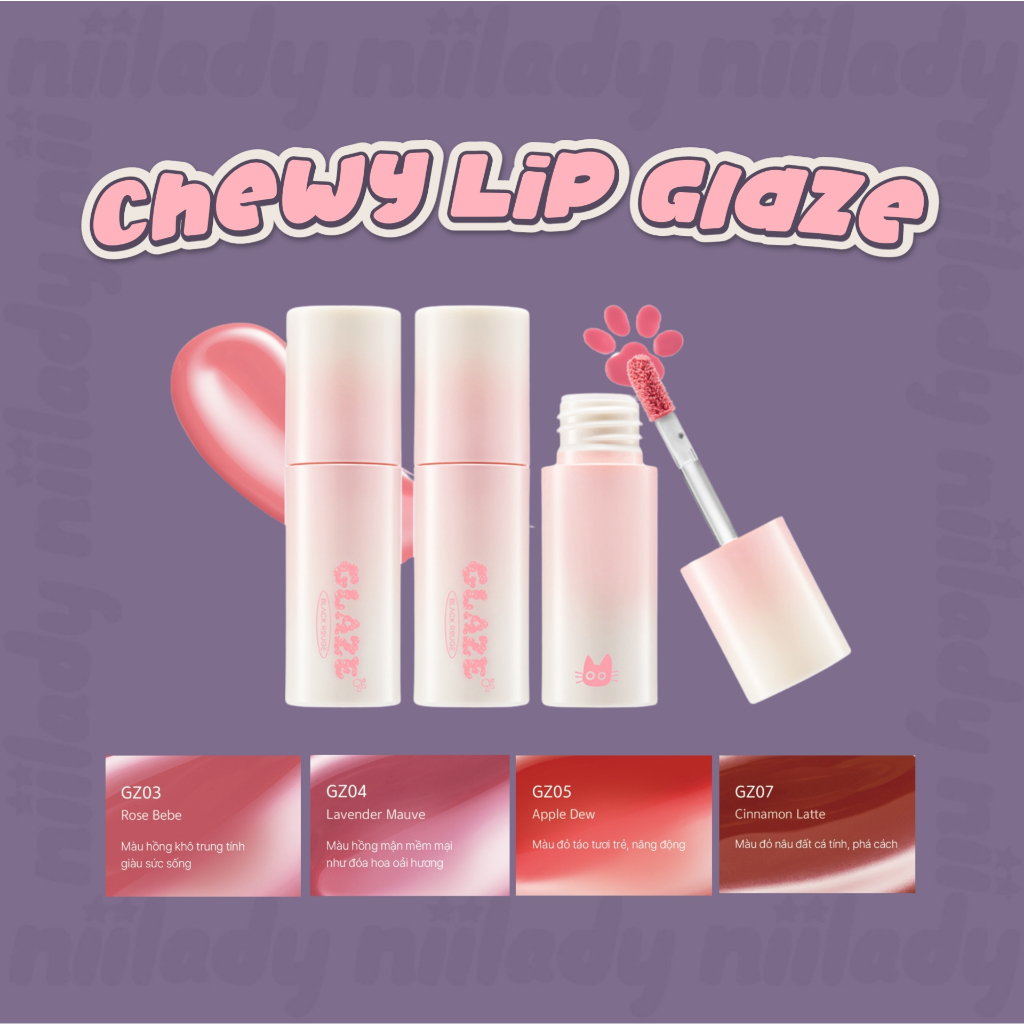 niilady niilady niilady
Chewy Lip Glaze
GLAZE
BLACK ROUGE
GLAZE
BLACK ROUGE
GZ03
Rose Bebe
Màu hồng khô trung tính
giàu sức sống
GZ04
Lavender Mauve
Màu hồng mận mềm mại
như đóa hoa oải hương
GZ05
Apple Dew
Màu đỏ táo tươi trẻ, năng động
GZ07
Cinnamon Latte
Màu đỏ nâu đất cá tính, phá cách
niilady niilady niilady